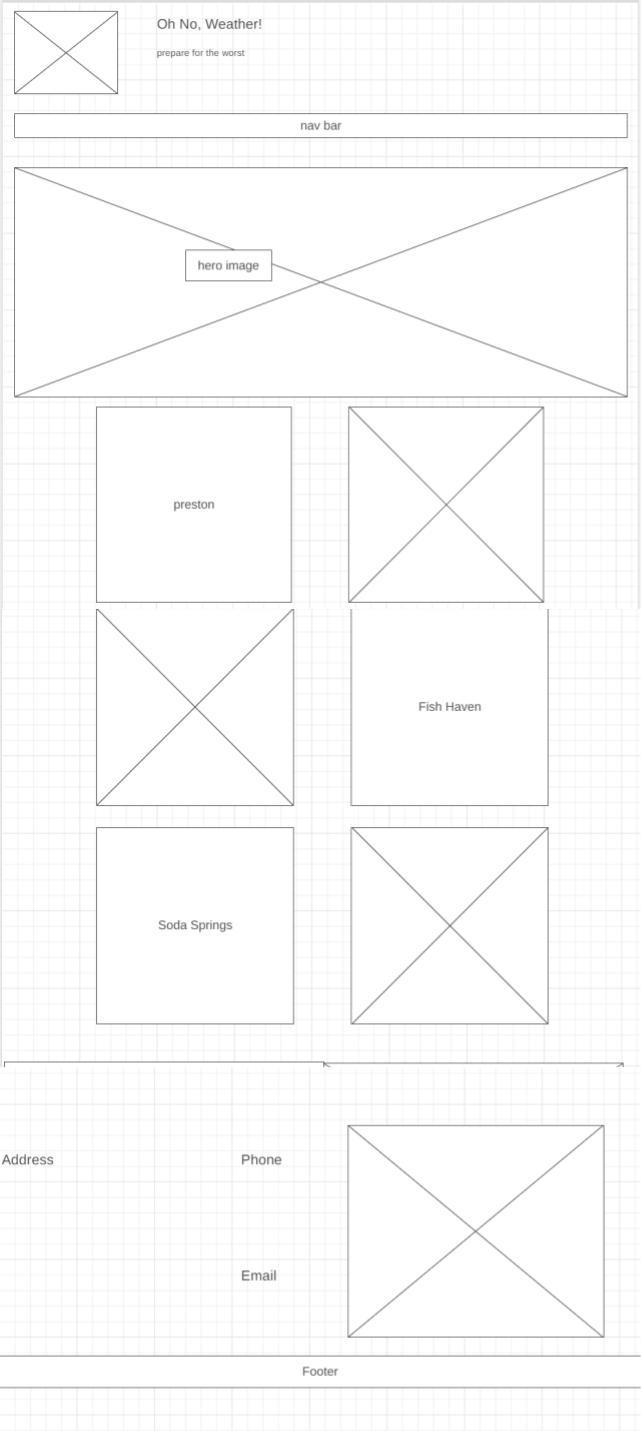 Oh No, Weather!
prepare for the worst
nav bar
hero image
preston
Fish Haven
Soda Springs
Address
Phone
Email
Footer